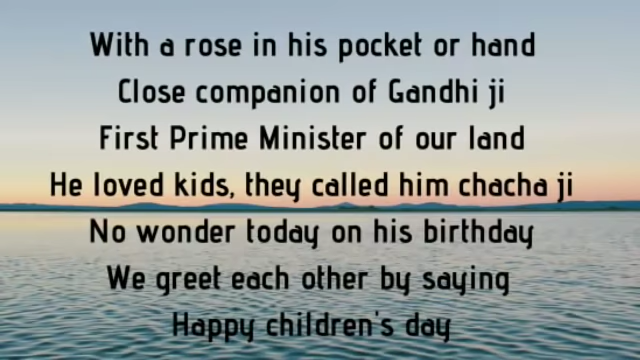 With a rose in his pocket or hand
Close companion of Gandhi ji
First Prime Minister of our land
He loved kids, they called him chacha ji
No wonder today on his birthday
We greet each other by saying
Happy children's day